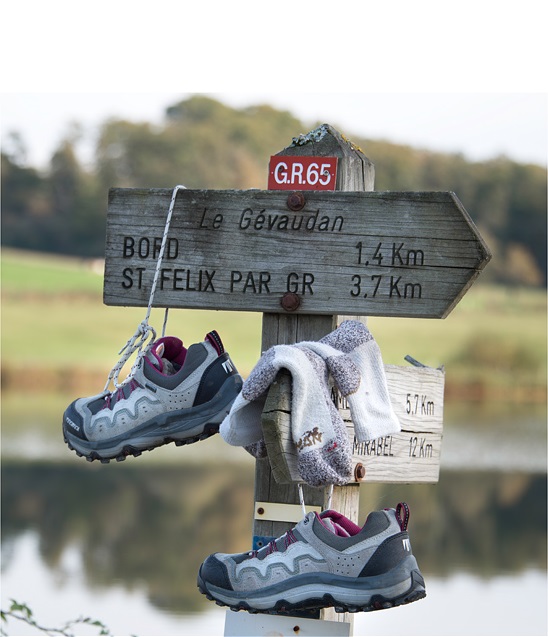 G.R.65
Le Gévaudan
BORD 1,4 Km
ST FELIX PAR GR 3,7 Km
5.7 Km
MIRABEL 12 Km